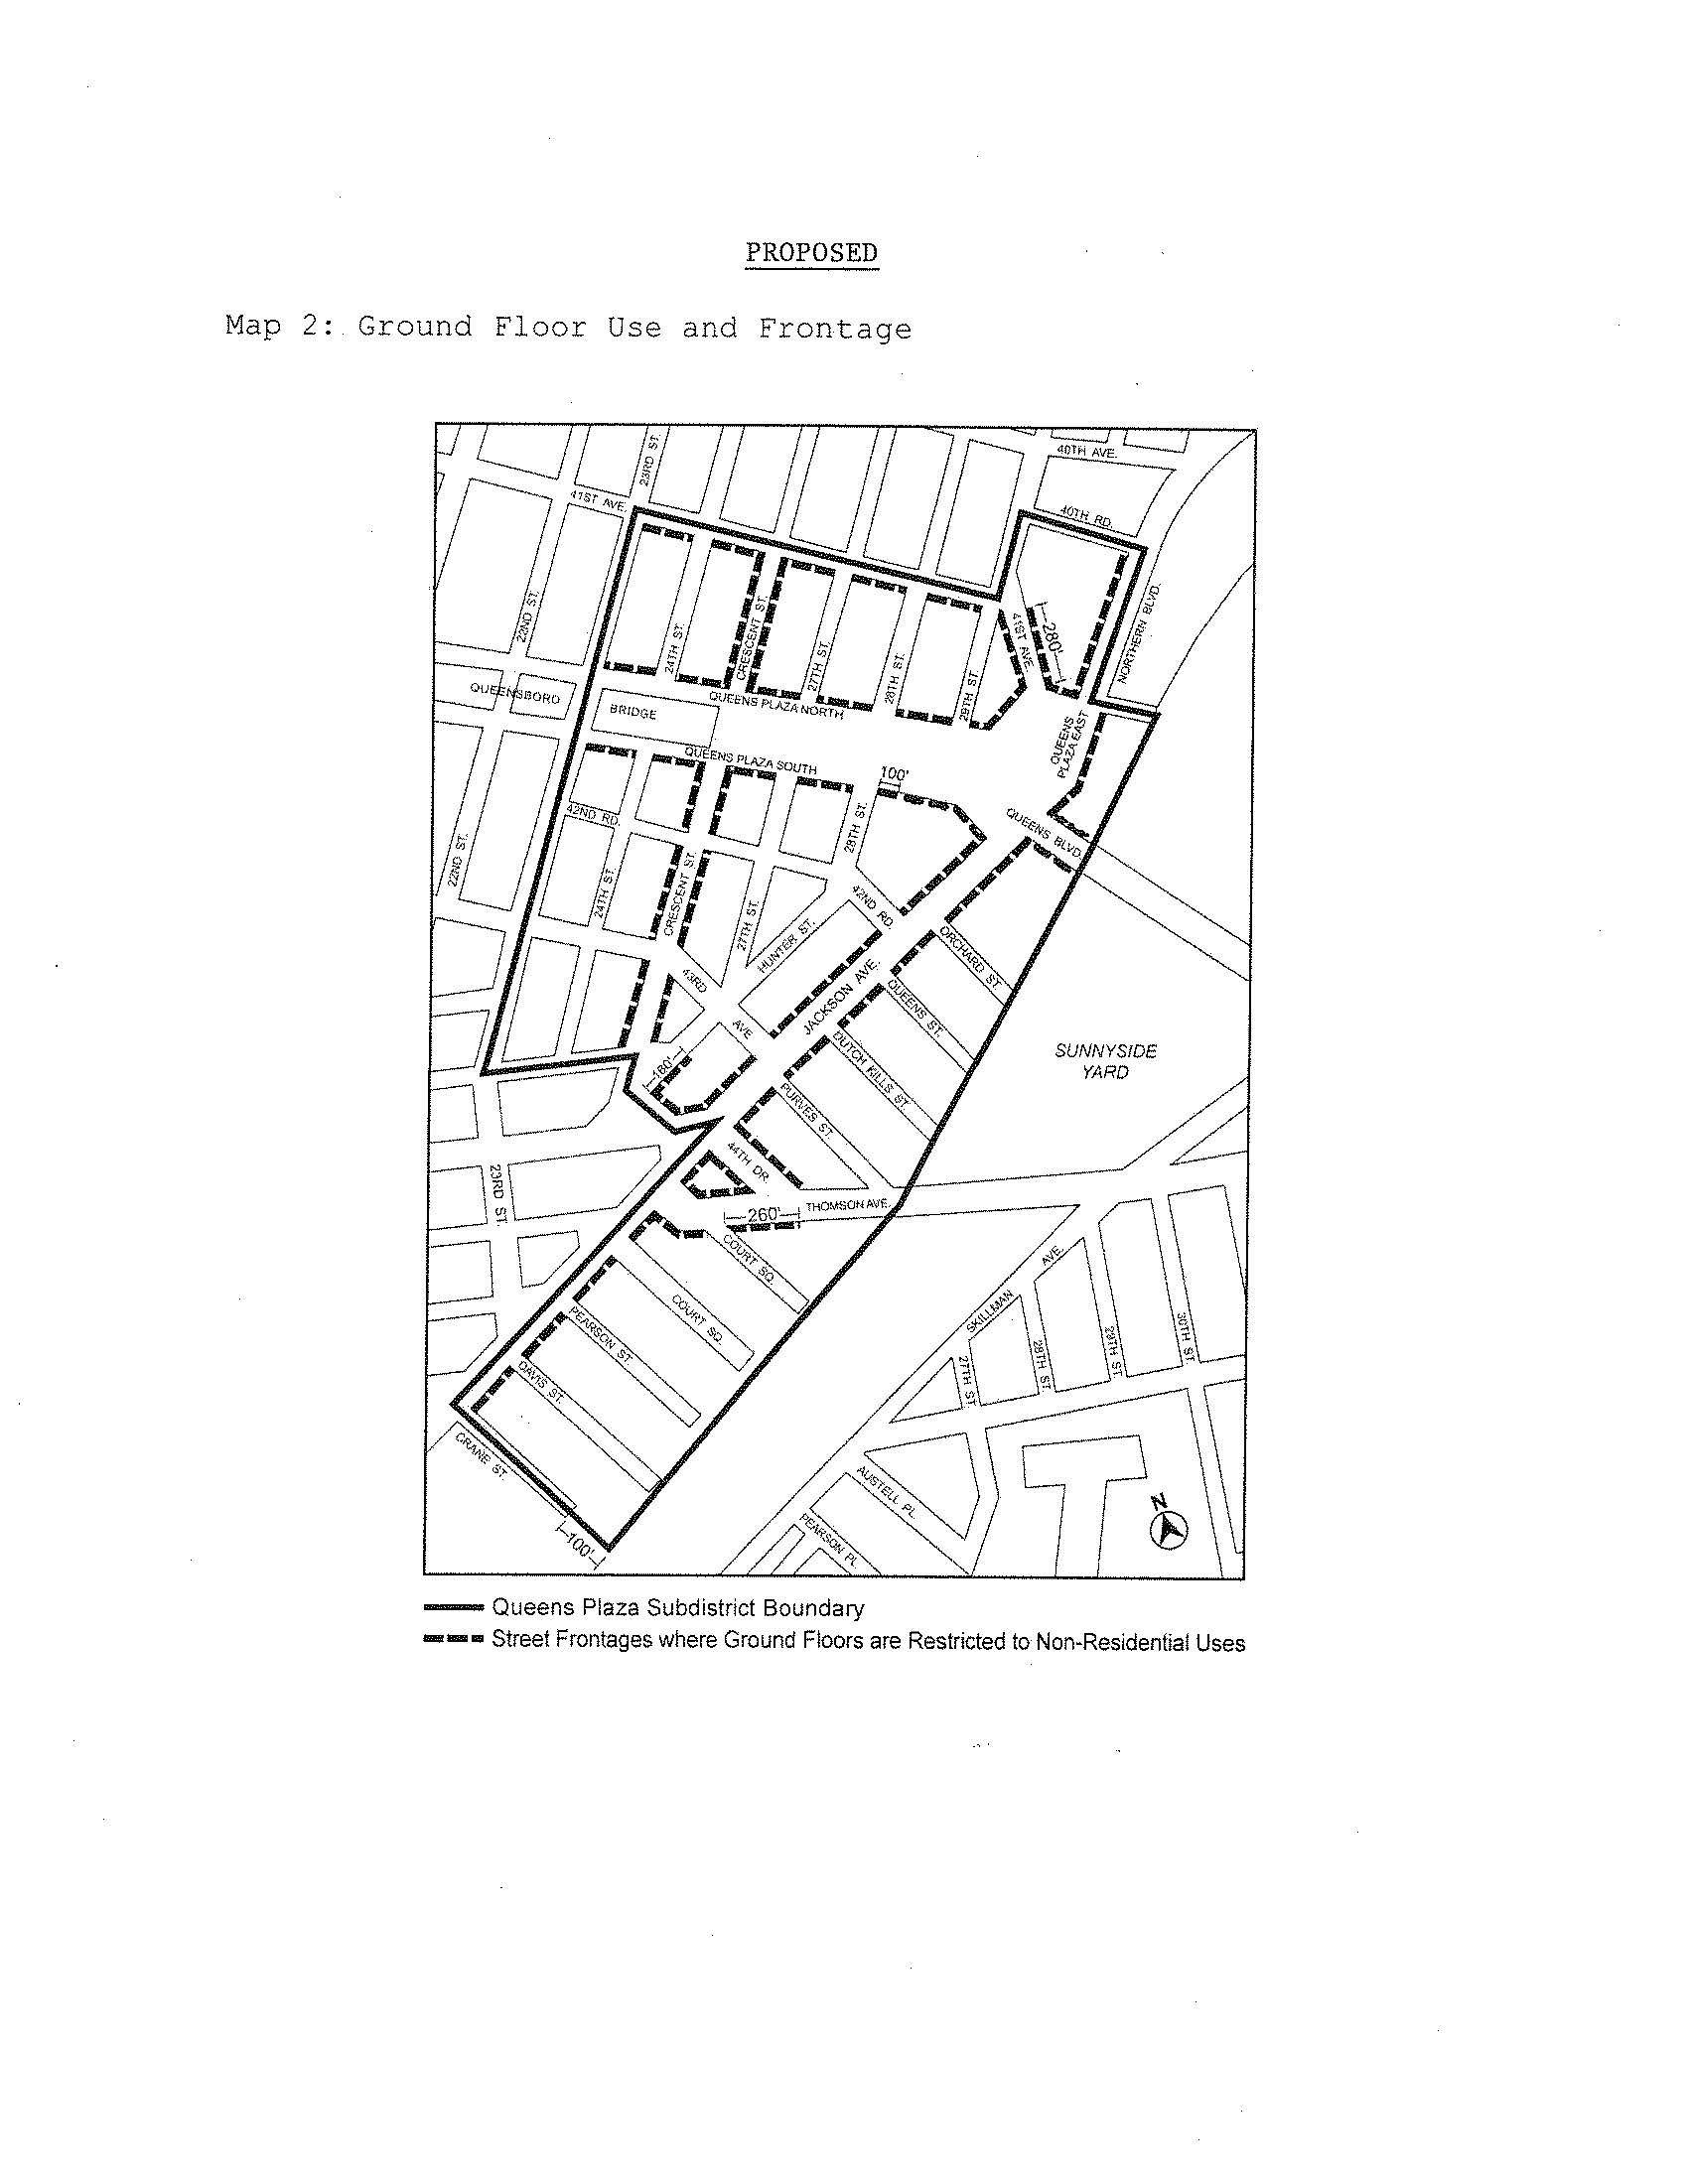 PROPOSED
Map 2: Ground Floor Use and Frontage
40TH AVE.
23RD ST.
41ST AVE.
40TH RD.
22ND ST.
24TH ST.
CRESCENT ST.
27TH ST.
28TH ST.
29TH ST.
41ST AVE.
280'
NORTHERN BLVD.
QUEENSBORO
BRIDGE
QUEENS PLAZA NORTH
QUEENS
PLAZA EAST
QUEENS PLAZA SOUTH
100'
42ND RD.
28TH ST.
QUEENS BLVD.
22ND ST.
24TH ST.
CRESCENT ST.
27TH ST.
42ND RD.
HUNTER ST.
ORCHARD ST.
43RD
AVE
JACKSON AVE.
QUEENS ST.
DUTCH KILLS ST.
SUNNYSIDE
YARD
180'
PURVES ST.
44TH DR.
23RD ST.
260'
THOMSON AVE.
COURT SQ.
COURT SQ.
PEARSON ST.
DAVIS ST.
CRANE ST.
100'
SKILLMAN
AVE.
27TH ST.
28TH ST.
29TH ST.
30TH ST.
AUSTELL PL.
PEARSON PL.
N
Queens Plaza Subdistrict Boundary
Street Frontages where Ground Floors are Restricted to Non-Residential Uses